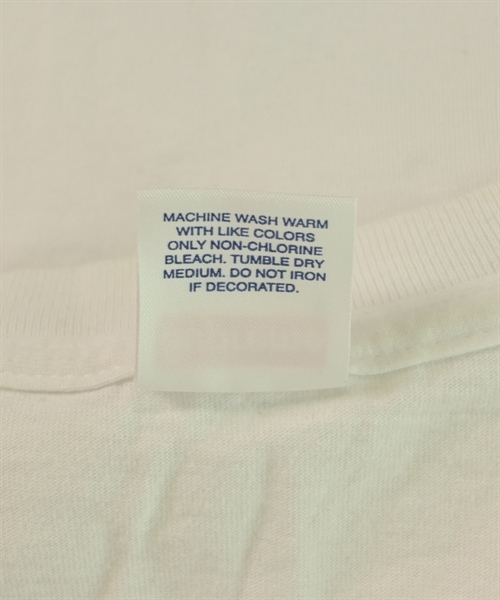 MACHINE WASH WARM
WITH LIKE COLORS
ONLY NON-CHLORINE
BLEACH. TUMBLE DRY
MEDIUM. DO NOT IRON
IF DECORATED.